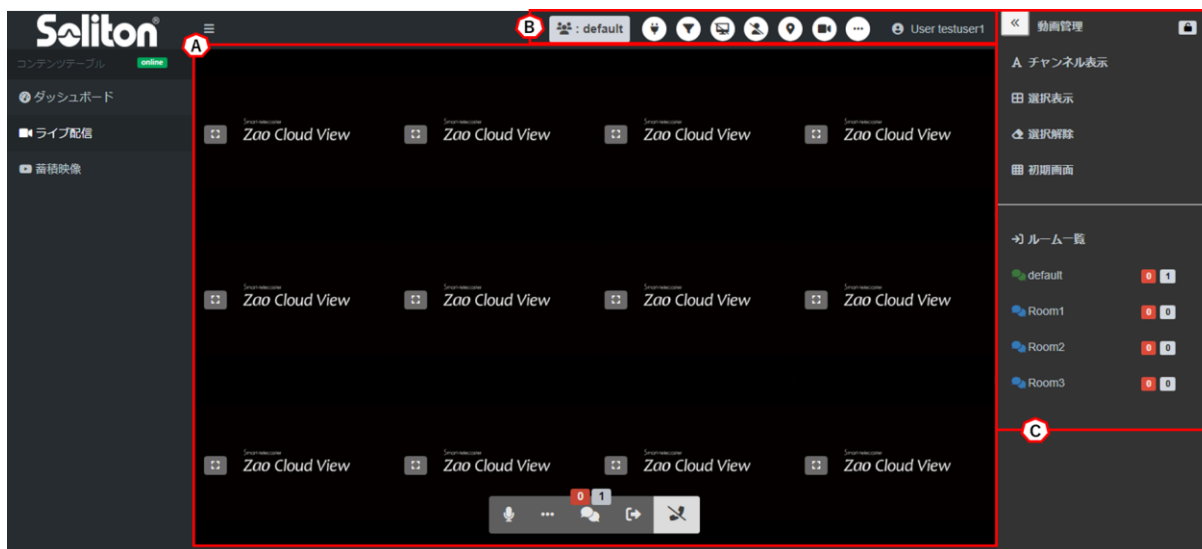 Soliton®
B
: default
User testuser1
動画管理
A
コンテンツテーブル
online
A チャンネル表示
ダッシュボード
選択表示
ライブ配信
選択解除
蓄積映像
初期画面
Zao Cloud View
Zao Cloud View
Zao Cloud View
Zao Cloud View
ルーム一覧
default 0 1
Room1 0 0
Room2 0 0
Room3 0 0
Zao Cloud View
Zao Cloud View
Zao Cloud View
Zao Cloud View
C
Zao Cloud View
Zao Cloud View
Zao Cloud View
Zao Cloud View
0 1